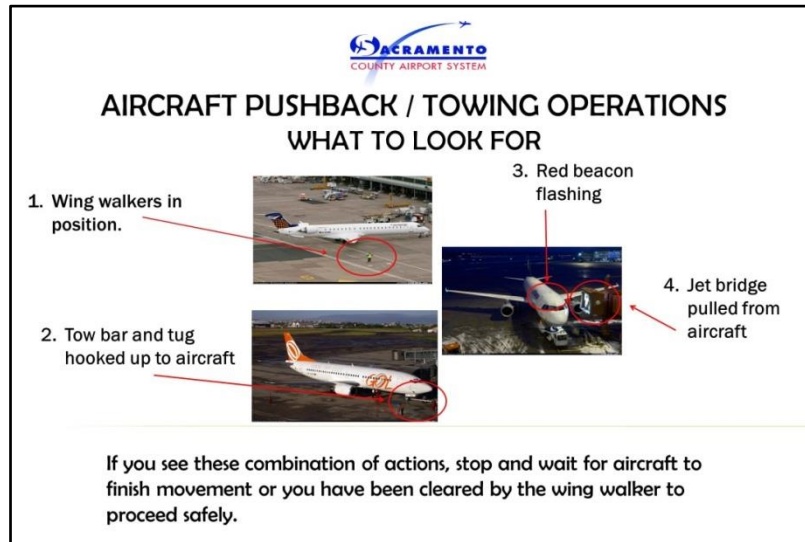 SACRAMENTO
COUNTY AIRPORT SYSTEM
AIRCRAFT PUSHBACK / TOWING OPERATIONS
WHAT TO LOOK FOR
1. Wing walkers in
position.
2. Tow bar and tug
hooked up to aircraft
3. Red beacon
flashing
4. Jet bridge
pulled from
aircraft
GOL
If you see these combination of actions, stop and wait for aircraft to
finish movement or you have been cleared by the wing walker to
proceed safely.